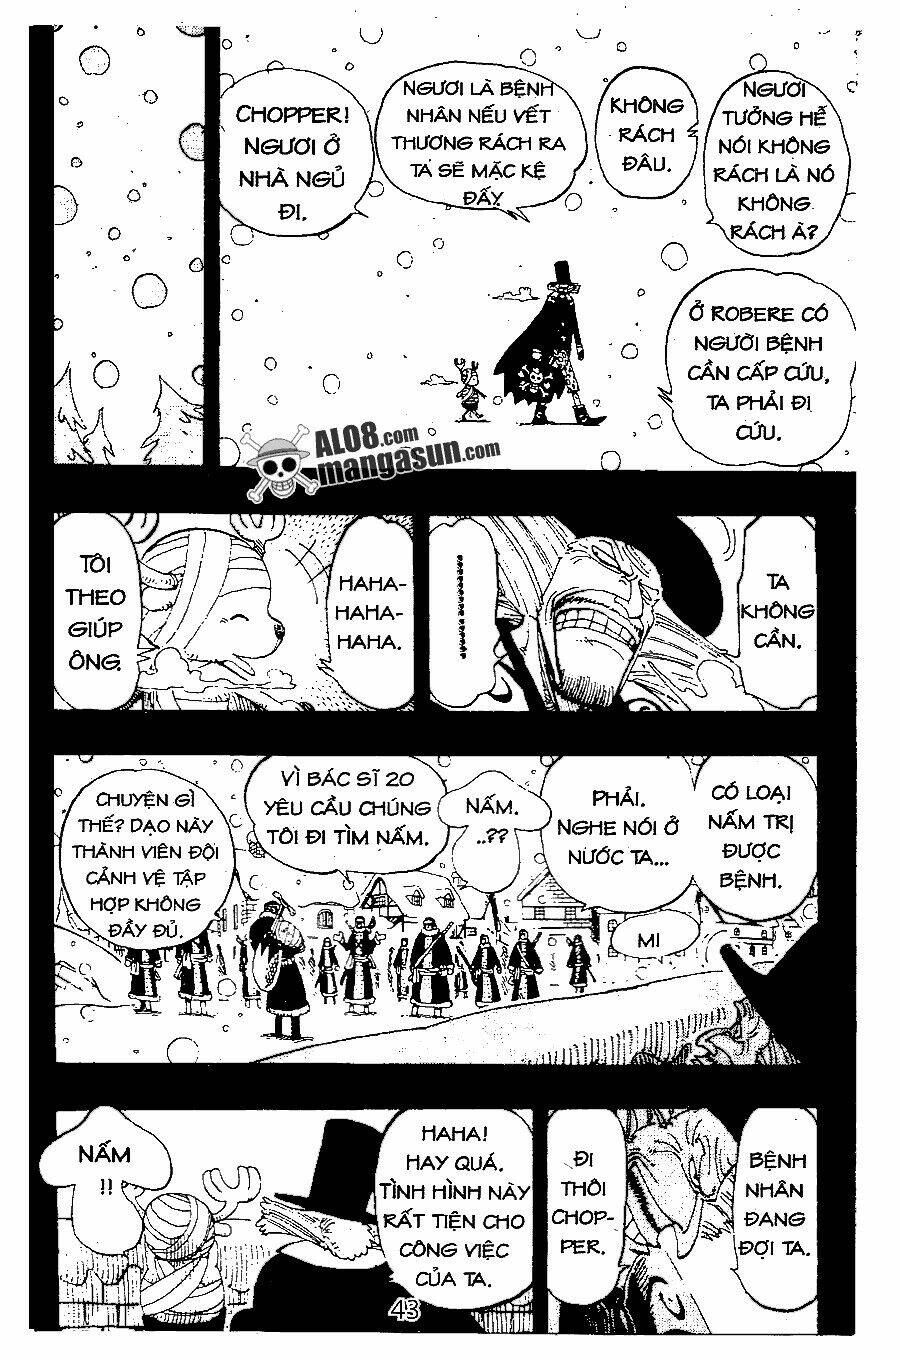 NGƯƠI
TƯỞNG HỄ
NÓI KHÔNG
RÁCH LÀ NÓ
KHÔNG
RÁCH À?
KHÔNG
RÁCH
ĐÂU.
NGƯƠI LÀ BỆNH
NHÂN NẾU VẾT
THƯƠNG RÁCH RA
TA SẼ MẶC KỆ
ĐẤY.
CHOPPER!
NGƯƠI Ở
NHÀ NGỦ
ĐI.
Ở ROBERE CÓ
NGƯỜI BỆNH
CẦN CẤP CỨU,
TA PHẢI ĐI
CỨU.
AL08.com
mangasun.com
TA
KHÔNG
CẦN.
HAHA-
HAHA-
HAHA.
TÔI
THEO
GIÚP
ÔNG.
CÓ LOẠI
NẤM TRỊ
ĐƯỢC
BỆNH.
PHẢI.
NGHE NÓI Ở
NƯỚC TA...
MI
NẤM.
..??
VÌ BÁC SĨ 20
YÊU CẦU CHÚNG
TÔI ĐI TÌM NẤM.
CHUYỆN GÌ
THẾ? DẠO NÀY
THÀNH VIÊN ĐỘI
CẢNH VỆ TẬP
HỢP KHÔNG
ĐẦY ĐỦ.
BỆNH
NHÂN
ĐANG
ĐỢI TA.
ĐI
THÔI
CHOP-
PER.
HAHA!
HAY QUÁ.
TÌNH HÌNH NÀY
RẤT TIỆN CHO
CÔNG VIỆC
CỦA TA.
NẤM
!!
43